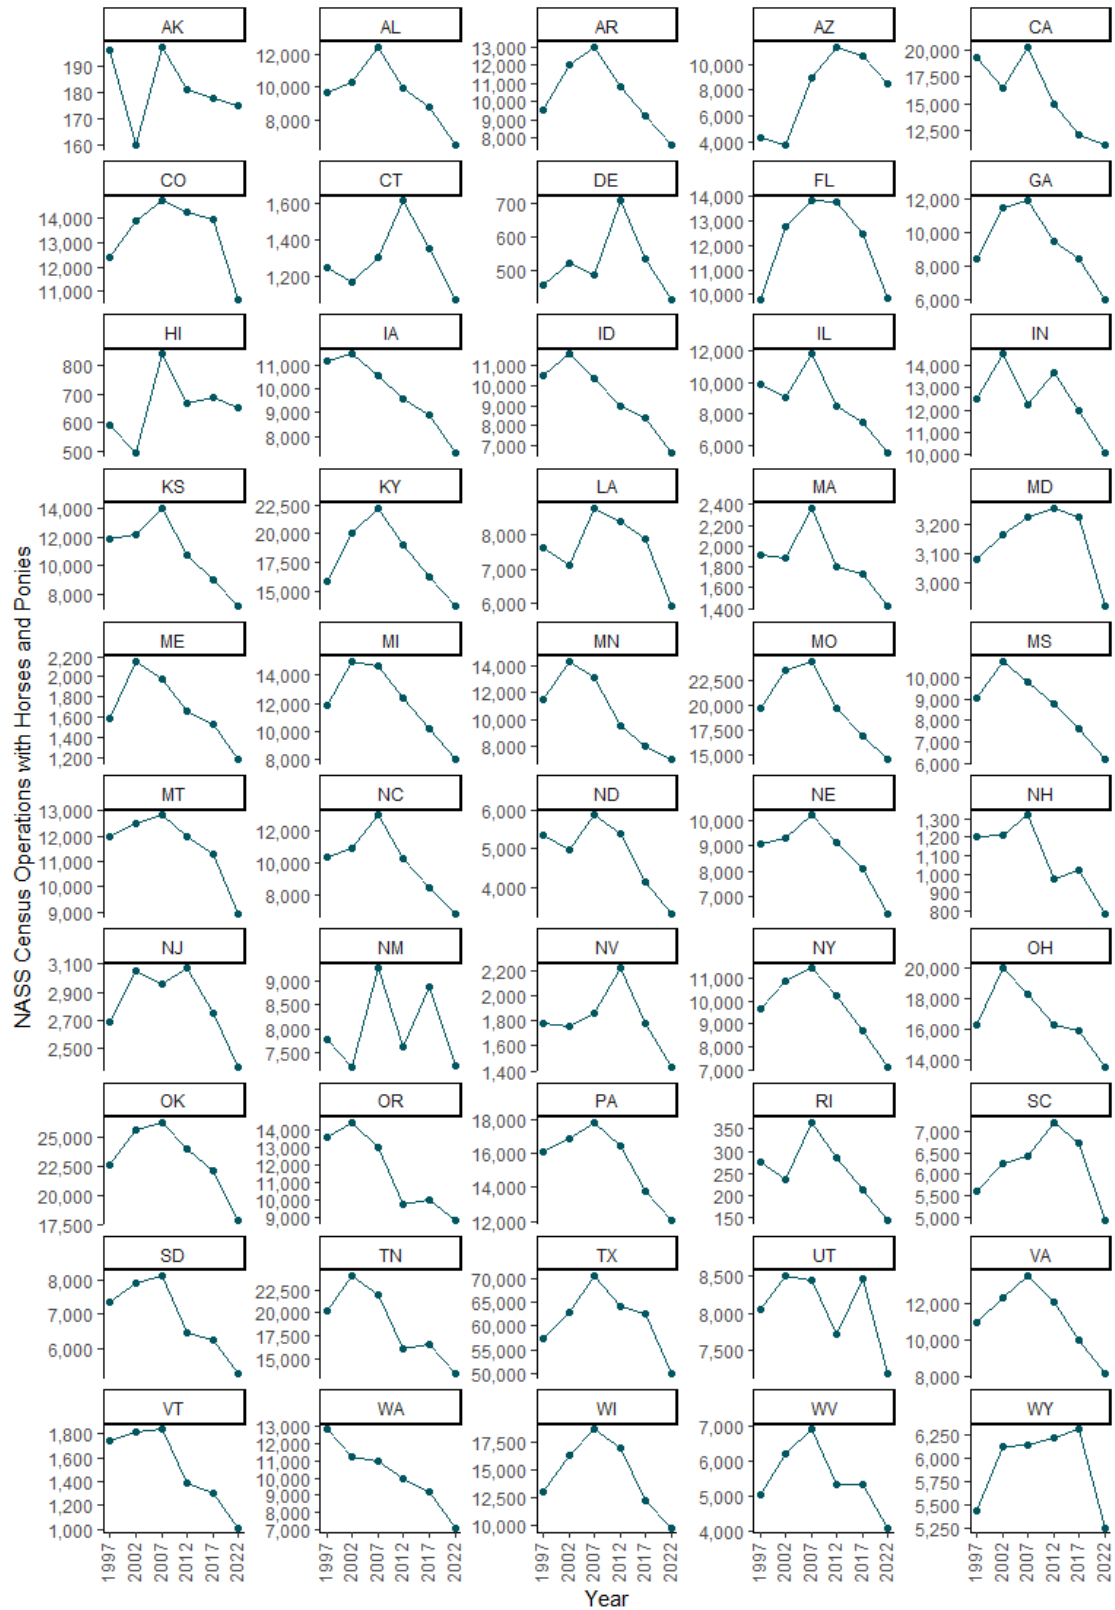 NASS Census Operations with Horses and Ponies
AK AL AR AZ CA
190 180 170 160
12,000 10,000 8,000
13,000 12,000 11,000 10,000 9,000 8,000
10,000 8,000 6,000 4,000
20,000 17,500 15,000 12,500
CO CT DE FL GA
14,000 13,000 12,000 11,000
1,600 1,400 1,200
700 600 500
14,000 13,000 12,000 11,000 10,000
12,000 10,000 8,000 6,000
HI IA ID IL IN
800 700 600 500
11,000 10,000 9,000 8,000
11,000 10,000 9,000 8,000 7,000
12,000 10,000 8,000 6,000
14,000 13,000 12,000 11,000 10,000
KS KY LA MA MD
14,000 12,000 10,000 8,000
22,500 20,000 17,500 15,000
8,000 7,000 6,000
2,400 2,200 2,000 1,800 1,600 1,400
3,200 3,100 3,000
ME MI MN MO MS
2,200 2,000 1,800 1,600 1,400 1,200
14,000 12,000 10,000 8,000
14,000 12,000 10,000 8,000
22,500 20,000 17,500 15,000
10,000 9,000 8,000 7,000 6,000
MT NC ND NE NH
13,000 12,000 11,000 10,000 9,000
12,000 10,000 8,000
6,000 5,000 4,000
10,000 9,000 8,000 7,000
1,300 1,200 1,100 1,000 900 800
NJ NM NV NY OH
3,100 2,900 2,700 2,500
9,000 8,500 8,000 7,500
2,200 2,000 1,800 1,600 1,400
11,000 10,000 9,000 8,000 7,000
20,000 18,000 16,000 14,000
OK OR PA RI SC
25,000 22,500 20,000 17,500
14,000 13,000 12,000 11,000 10,000 9,000
18,000 16,000 14,000 12,000
350 300 250 200 150
7,000 6,500 6,000 5,500 5,000
SD TN TX UT VA
8,000 7,000 6,000
22,500 20,000 17,500 15,000
70,000 65,000 60,000 55,000 50,000
8,500 8,000 7,500
12,000 10,000 8,000
VT WA WI WV WY
1,800 1,600 1,400 1,200 1,000
13,000 12,000 11,000 10,000 9,000 8,000 7,000
17,500 15,000 12,500 10,000
7,000 6,000 5,000 4,000
6,250 6,000 5,750 5,500 5,250
1997 2002 2007 2012 2017 2022
1997 2002 2007 2012 2017 2022
1997 2002 2007 2012 2017 2022
1997 2002 2007 2012 2017 2022
1997 2002 2007 2012 2017 2022
Year